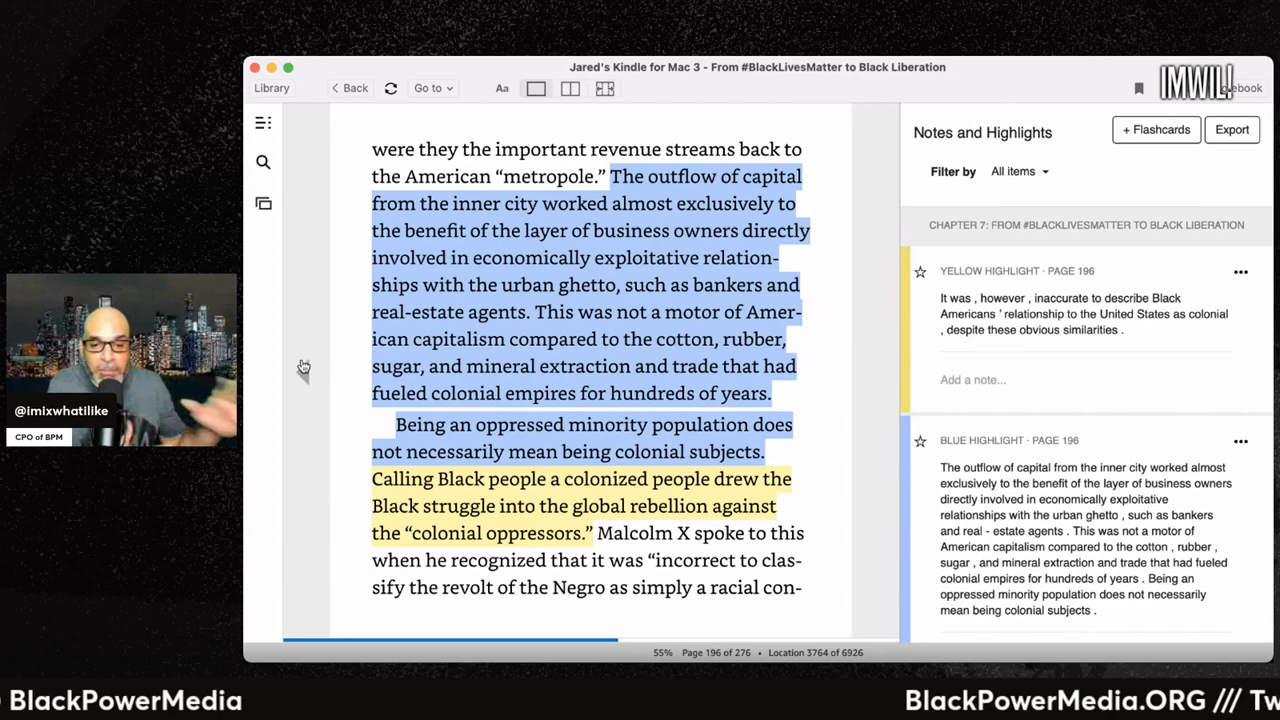 Jared's Kindle for Mac 3 - From #BlackLivesMatter to Black Liberation
IMWIL!
Library
Back
Go to
Aa
were they the important revenue streams back to
the American “metropole.” The outflow of capital
from the inner city worked almost exclusively to
the benefit of the layer of business owners directly
involved in economically exploitative relation-
ships with the urban ghetto, such as bankers and
real-estate agents. This was not a motor of Amer-
ican capitalism compared to the cotton, rubber,
sugar, and mineral extraction and trade that had
fueled colonial empires for hundreds of years.
Being an oppressed minority population does
not necessarily mean being colonial subjects.
Calling Black people a colonized people drew the
Black struggle into the global rebellion against
the “colonial oppressors.” Malcolm X spoke to this
when he recognized that it was “incorrect to clas-
sify the revolt of the Negro as simply a racial con-
55% Page 196 of 276 • Location 3764 of 6926
Notes and Highlights
+ Flashcards
Export
Filter by All items
CHAPTER 7: FROM #BLACKLIVESMATTER TO BLACK LIBERATION
YELLOW HIGHLIGHT · PAGE 196
It was , however , inaccurate to describe Black
Americans ’ relationship to the United States as colonial
, despite these obvious similarities .
Add a note...
BLUE HIGHLIGHT · PAGE 196
The outflow of capital from the inner city worked almost
exclusively to the benefit of the layer of business owners
directly involved in economically exploitative
relationships with the urban ghetto , such as bankers
and real - estate agents . This was not a motor of
American capitalism compared to the cotton , rubber ,
sugar , and mineral extraction and trade that had fueled
colonial empires for hundreds of years . Being an
oppressed minority population does not necessarily
mean being colonial subjects .
@imixwhatilike
CPO of BPM
BlackPowerMedia
BlackPowerMedia.ORG /// Tw